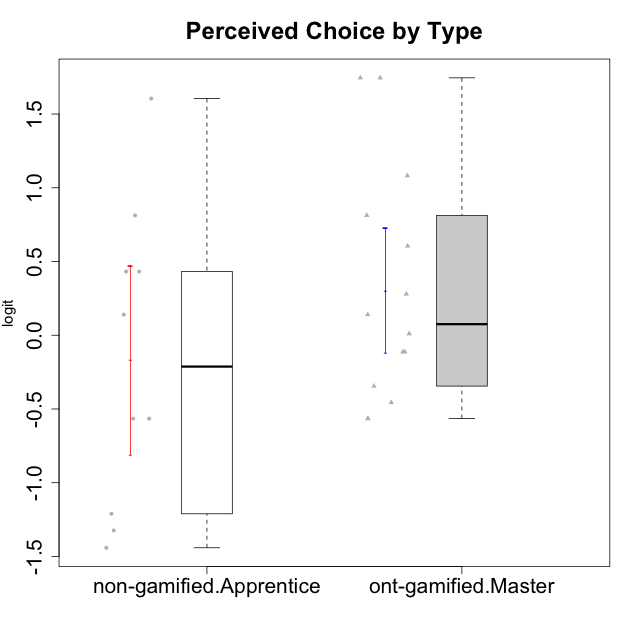 Perceived Choice by Type
logit
1.5
1.0
0.5
0.0
-0.5
-1.0
-1.5
non-gamified.Apprentice
ont-gamified.Master